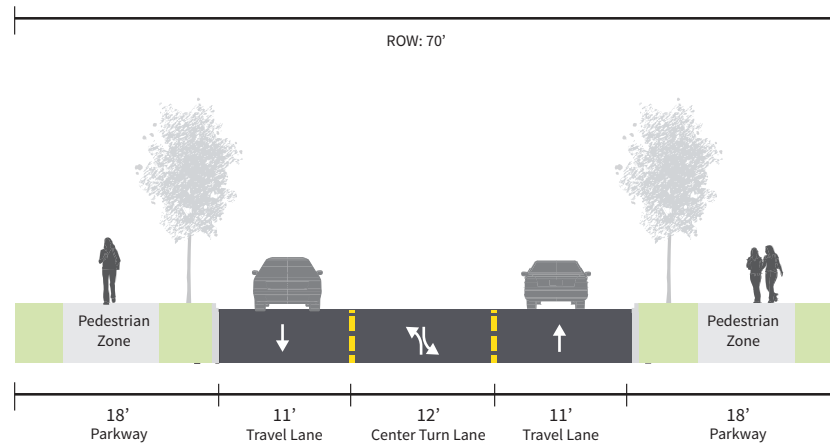 ROW: 70’
Pedestrian
Zone
Pedestrian
Zone
18’
Parkway
11’
Travel Lane
12’
Center Turn Lane
11’
Travel Lane
18’
Parkway